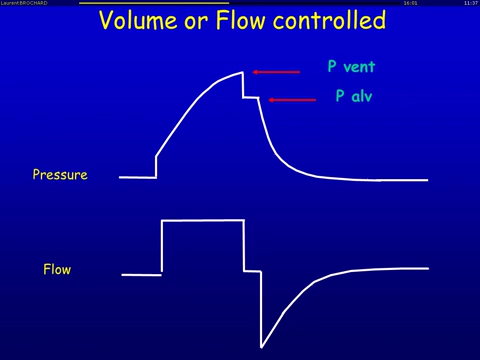 Laurent BROCHARD 16:01 11:37
Volume or Flow controlled
P vent
P alv
Pressure
Flow